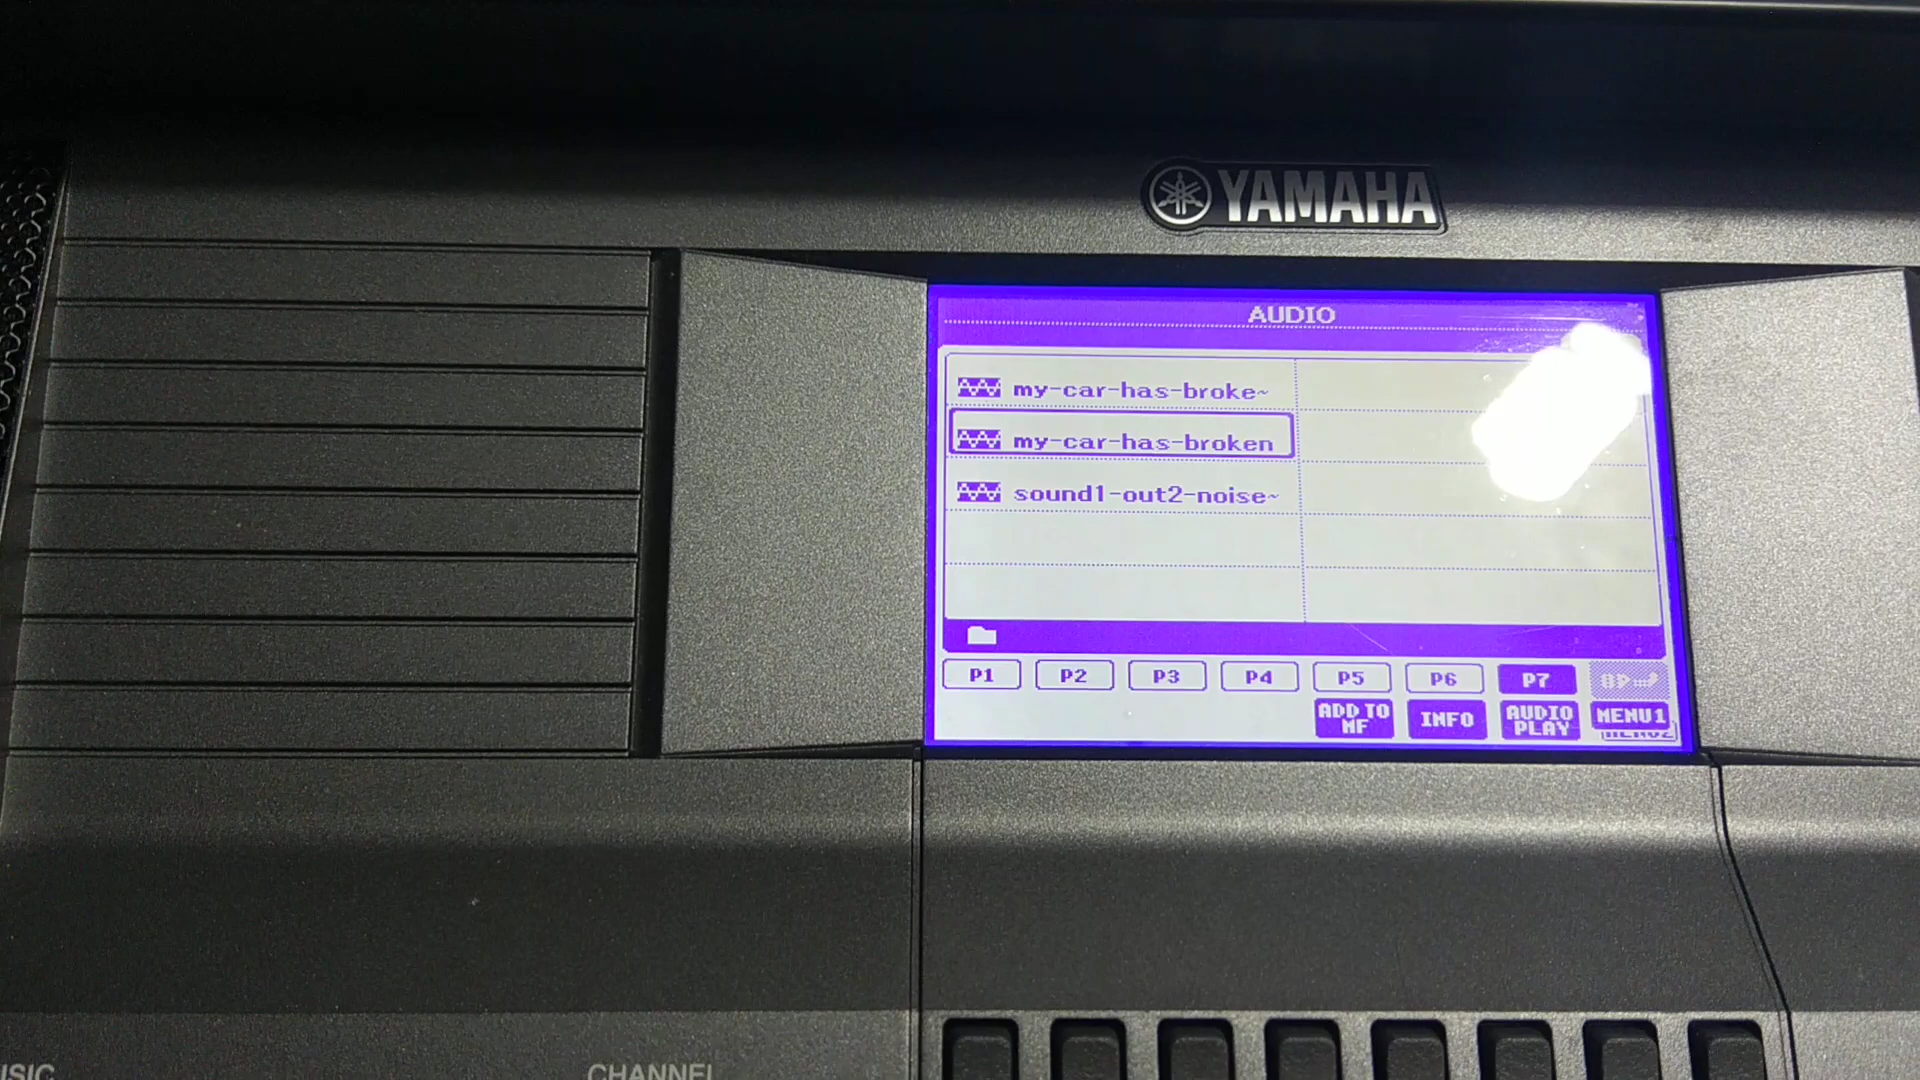 YAMAHA
AUDIO
my-car-has-broke~
my-car-has-broken
sound1-out2-noise~
P1 P2 P3 P4 P5 P6 P7
ADD TO MF INFO AUDIO PLAY MENU1
MENU2
CHANNEL